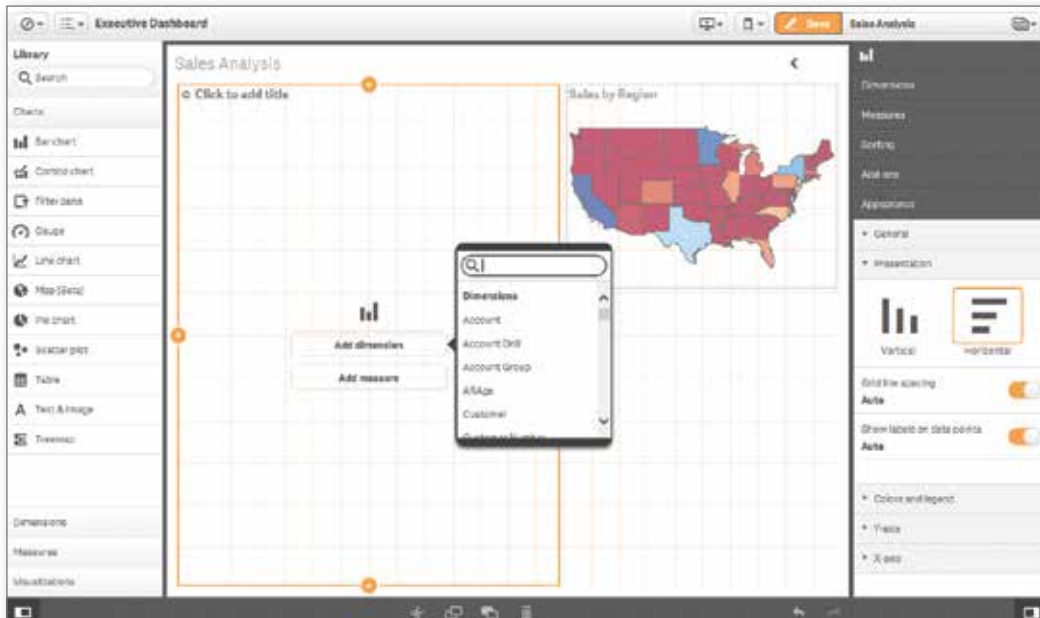 Executive Dashboard
Done
Sales Analysis
Library
Search
Charts
Bar chart
Combo chart
Filter pane
Gauge
Line chart
Map (Beta)
Pie chart
Scatter plot
Table
Text & image
Treemap
Dimensions
Measures
Visualizations
Sales Analysis
Click to add title
Add dimension
Add measure
Dimensions
Account
Account Drill
Account Group
ARAge
Customer
Customer Number
Sales by Region
Dimensions
Measures
Sorting
Add-ons
Appearance
General
Presentation
Vertical
Horizontal
Grid line spacing
Auto
Show labels on data points
Auto
Colors and legend
Y-axis
X-axis